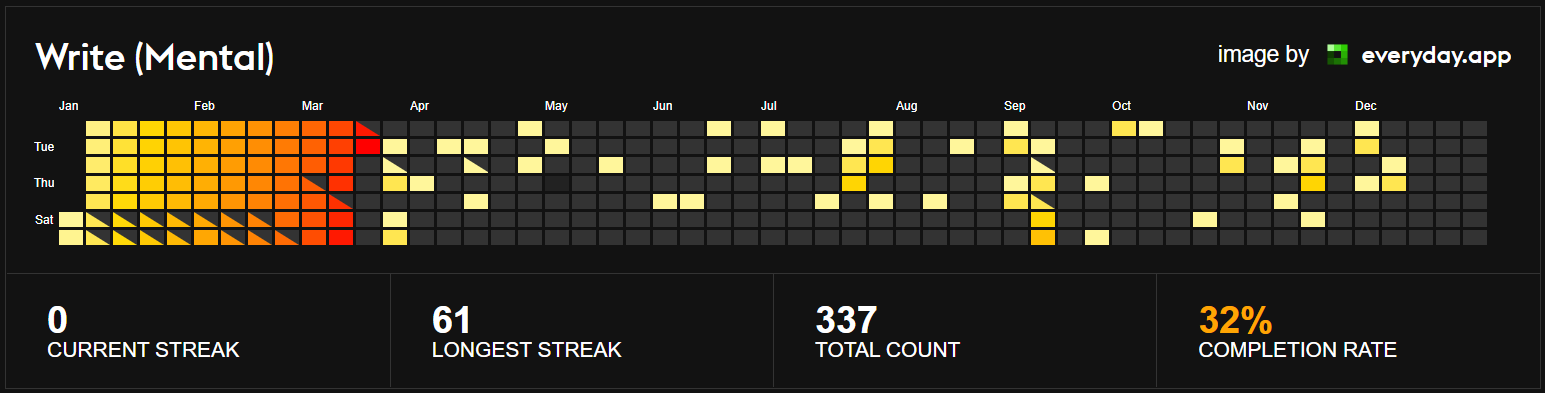 Write (Mental)
image by everyday.app
Jan Feb Mar Apr May Jun Jul Aug Sep Oct Nov Dec
Tue
Thu
Sat
0 61 337 32%
CURRENT STREAK LONGEST STREAK TOTAL COUNT COMPLETION RATE